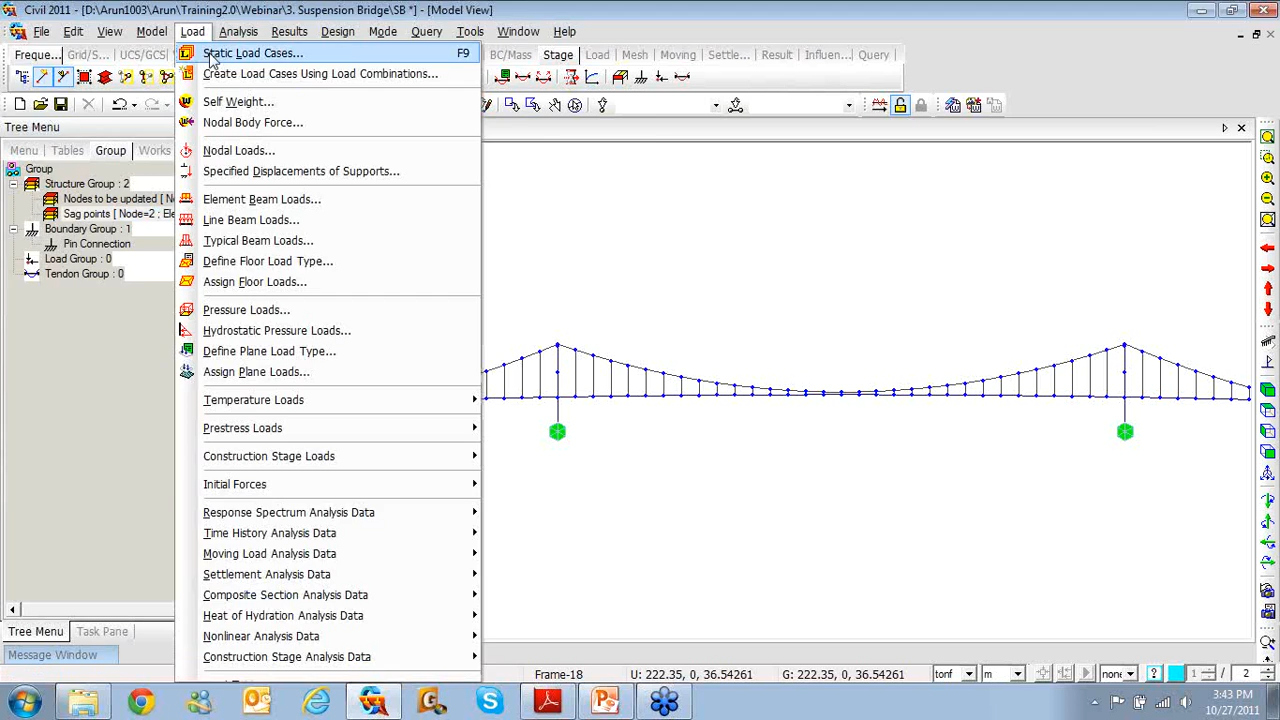 Civil 2011 - [D:\Arun1003\Arun\Training2.0\Webinar\3. Suspension Bridge\SB *] - [Model View]
File Edit View Model Load Analysis Results Design Mode Query Tools Window Help
Freque... Grid/S... UCS/GCS BC/Mass Stage Load Mesh Moving Settle... Result Influen... Query
Tree Menu
Menu Tables Group Works
Group
Structure Group : 2
Nodes to be updated [
Sag points [ Node=2 ; Ele
Boundary Group : 1
Pin Connection
Load Group : 0
Tendon Group : 0
Static Load Cases... F9
Create Load Cases Using Load Combinations...
Self Weight...
Nodal Body Force...
Nodal Loads...
Specified Displacements of Supports...
Element Beam Loads...
Line Beam Loads...
Typical Beam Loads...
Define Floor Load Type...
Assign Floor Loads...
Pressure Loads...
Hydrostatic Pressure Loads...
Define Plane Load Type...
Assign Plane Loads...
Temperature Loads
Prestress Loads
Construction Stage Loads
Initial Forces
Response Spectrum Analysis Data
Time History Analysis Data
Moving Load Analysis Data
Settlement Analysis Data
Composite Section Analysis Data
Heat of Hydration Analysis Data
Nonlinear Analysis Data
Construction Stage Analysis Data
Tree Menu Task Pane
Message Window
Frame-18 U: 222.35, 0, 36.54261 G: 222.35, 0, 36.54261 tonf m non 1 / 2
3:43 PM
10/27/2011